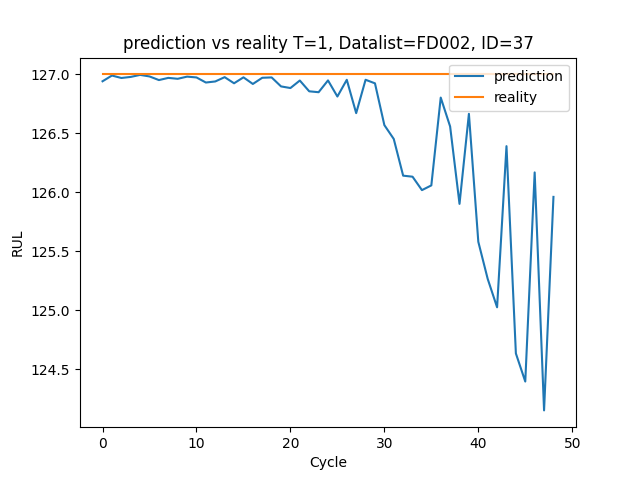 prediction vs reality T=1, Datalist=FD002, ID=37
prediction
reality
127.0
126.5
126.0
125.5
125.0
124.5
RUL
0 10 20 30 40 50
Cycle